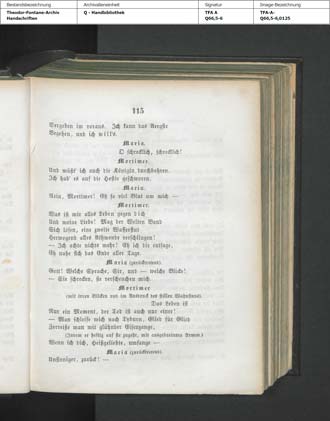 Bestandsbezeichnung
Theodor-Fontane-Archiv
Handschriften
Archivalieneinheit
Q - Handbibliothek
Signatur
TFA A
Q66,5-6
Image-Bezeichnung
TFA-A-
Q66,5-6,0125
115
Vergeben im voraus. Ich kann das Aergste
Begehen, und ich will's.
Maria.
O schrecklich, schrecklich!
Mortimer.
Und müßt' ich auch die Königin durchbohren,
Ich hab' es auf die Hostie geschworen.
Maria.
Nein, Mortimer! Eh' so viel Blut um mich —
Mortimer.
Was ist mir alles Leben gegen dich
Und meine Liebe! Mag der Welten Band
Sich lösen, eine zweite Wasserflut
Herwogend alles Athmende verschlingen!
— Ich achte nichts mehr! Eh' ich dir entsage,
Eh' nahe sich das Ende aller Tage.
Maria (zurücktretend).
Gott! Welche Sprache, Sir, und — welche Blicke!
— Sie schrecken, sie verscheuchen mich.
Mortimer
(mit irren Blicken und im Ausdruck des stillen Wahnsinns).
Das Leben ist
Nur ein Moment, der Tod ist auch nur einer!
— Man schleife mich nach Tyburn, Glied für Glied
Zerreiße man mit glühnder Eisenzange,
(Indem er heftig auf sie zugeht, mit ausgebreiteten Armen.)
Wenn ich dich, Heißgeliebte, umfange —
Maria (zurücktretend).
Unsinniger, zurück! —